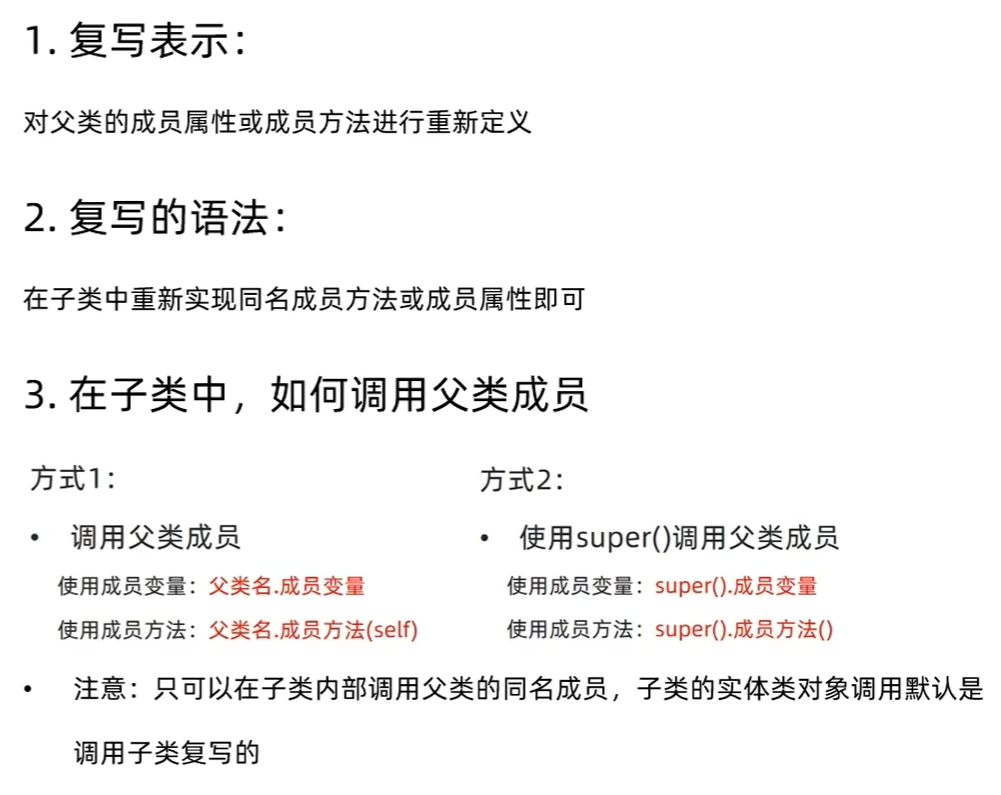 1. 复写表示：
对父类的成员属性或成员方法进行重新定义
2. 复写的语法：
在子类中重新实现同名成员方法或成员属性即可
3. 在子类中，如何调用父类成员
方式1：
• 调用父类成员
使用成员变量：父类名.成员变量
使用成员方法：父类名.成员方法(self)
方式2：
• 使用super()调用父类成员
使用成员变量：super().成员变量
使用成员方法：super().成员方法()
• 注意：只可以在子类内部调用父类的同名成员，子类的实体类对象调用默认是
调用子类复写的